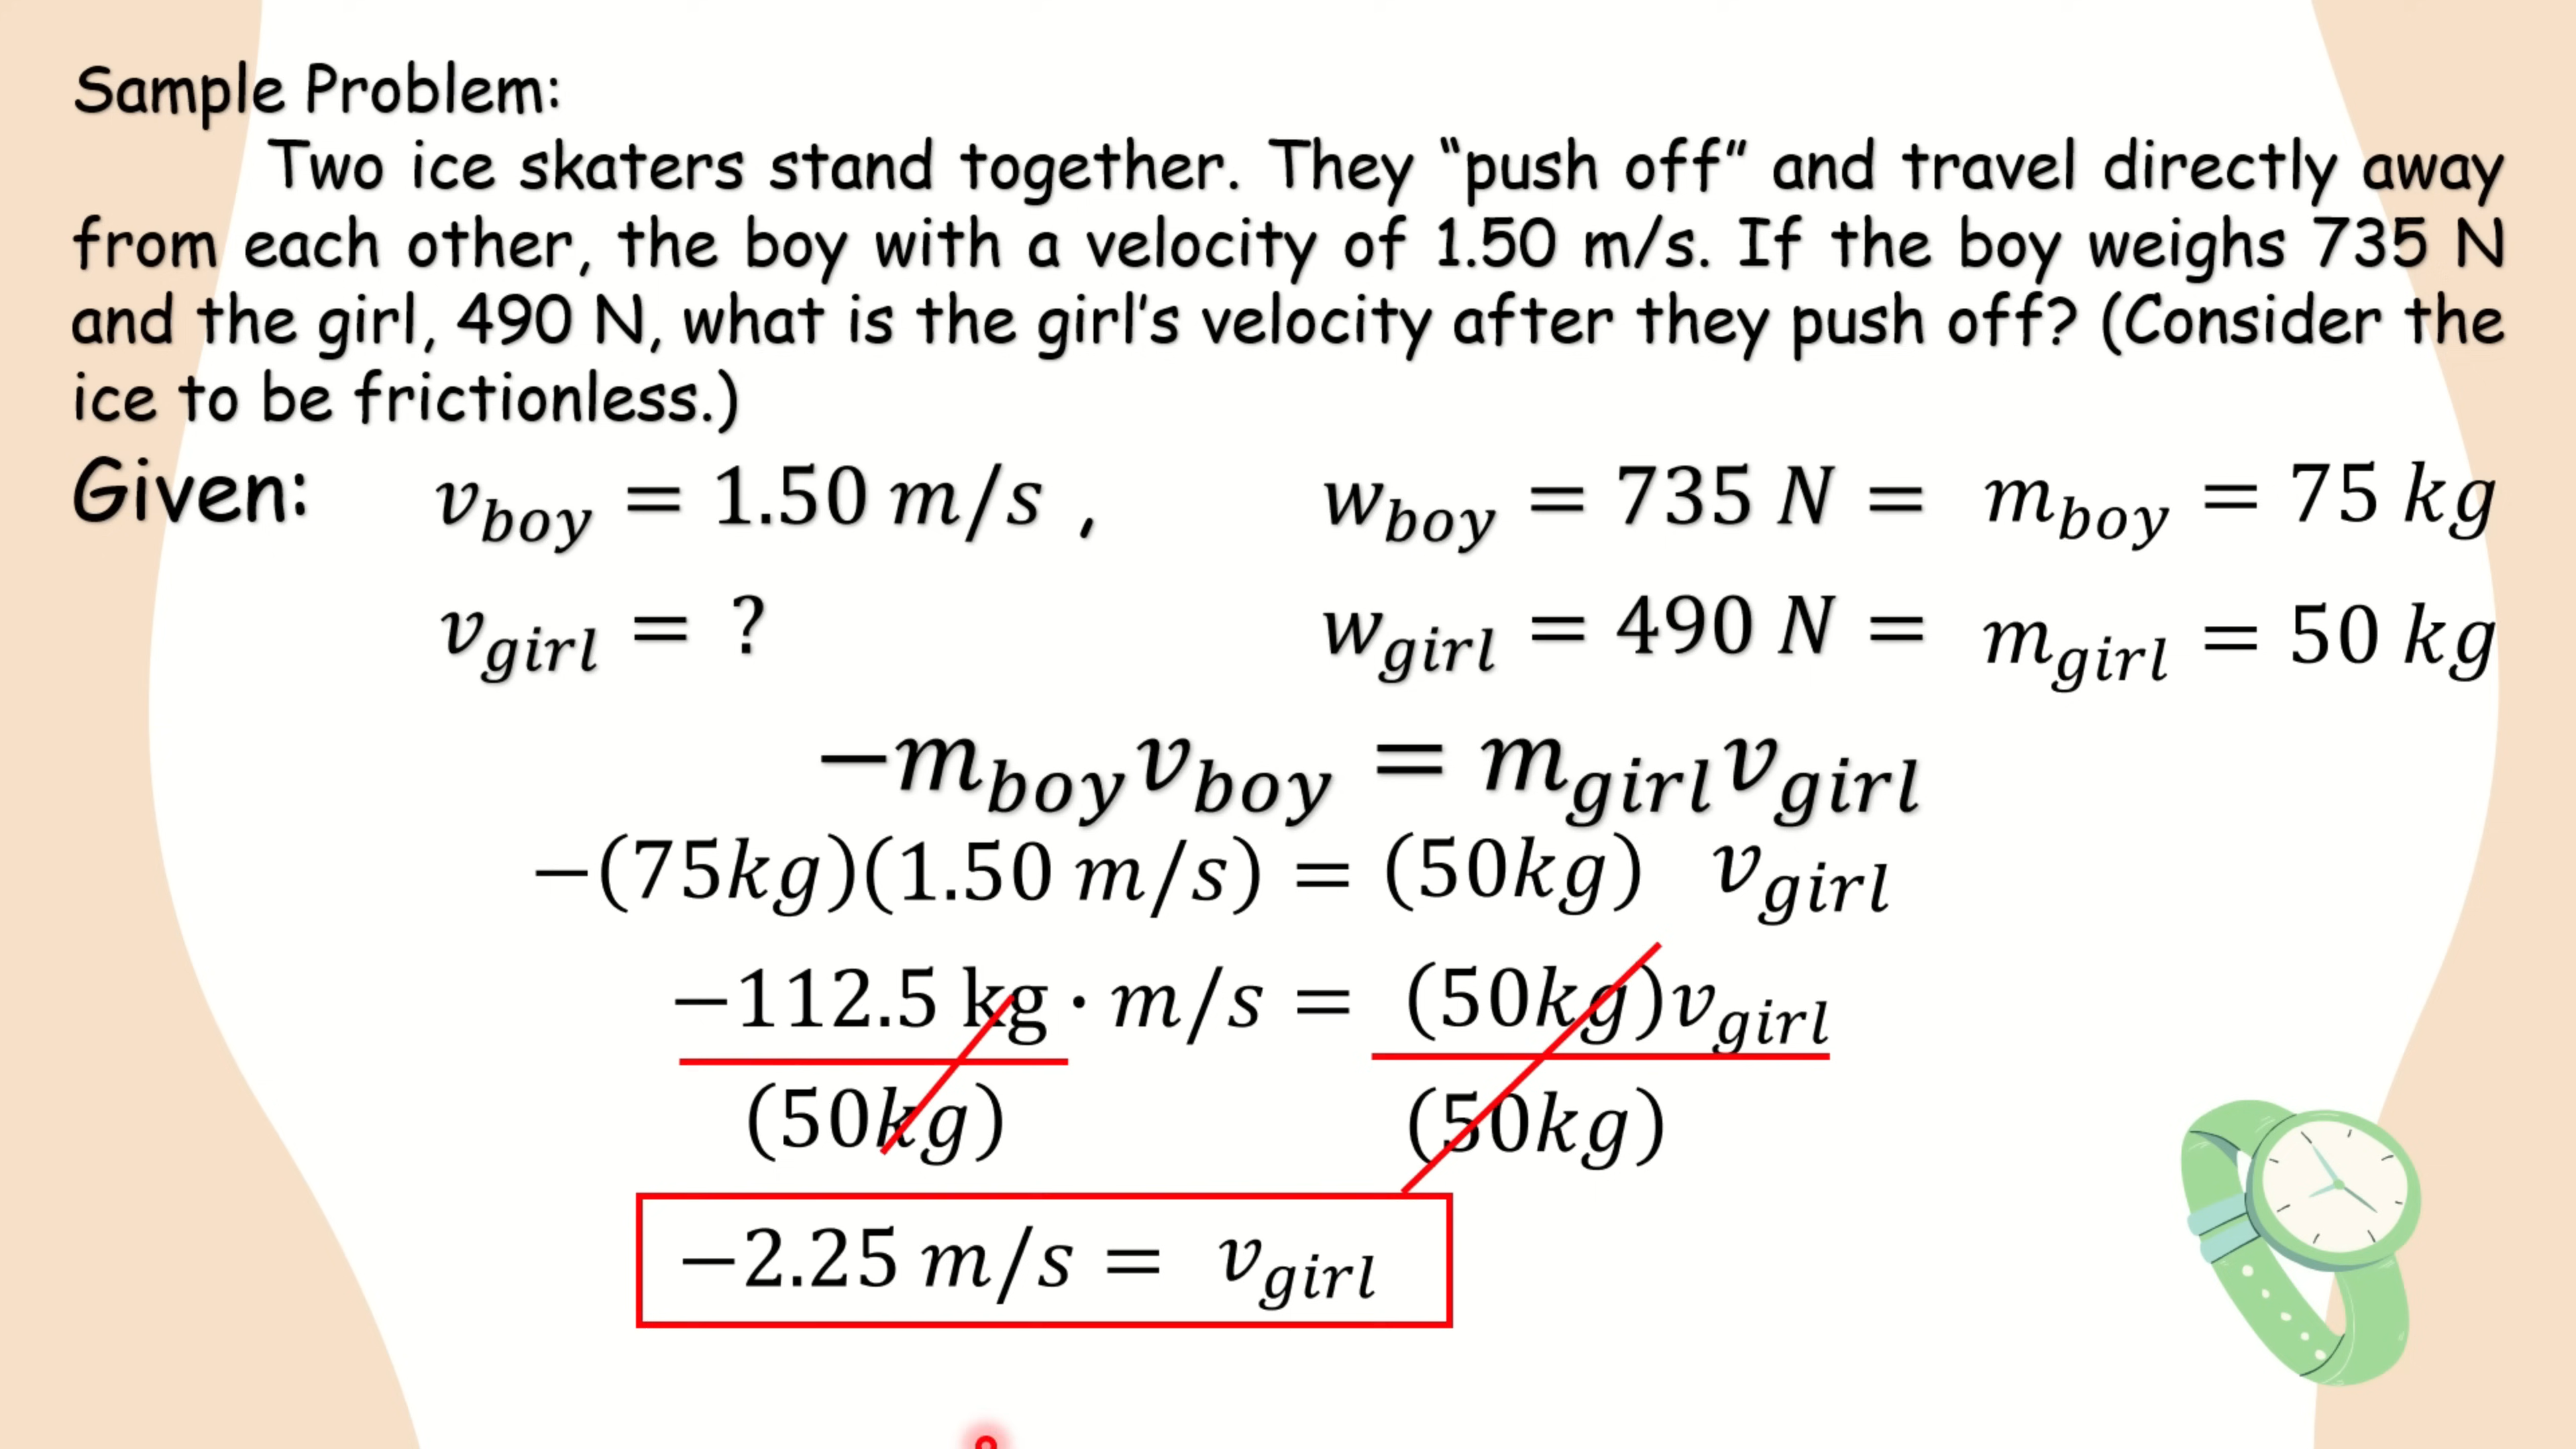 Sample Problem:
Two ice skaters stand together. They “push off” and travel directly away
from each other, the boy with a velocity of 1.50 m/s. If the boy weighs 735 N
and the girl, 490 N, what is the girl’s velocity after they push off? (Consider the
ice to be frictionless.)
Given: v_boy = 1.50 m/s , w_boy = 735 N = m_boy = 75 kg
v_girl = ? w_girl = 490 N = m_girl = 50 kg
−m_boy v_boy = m_girl v_girl
−(75kg)(1.50 m/s) = (50kg) v_girl
−112.5 kg · m/s = (50kg)v_girl
(50kg) (50kg)
−2.25 m/s = v_girl